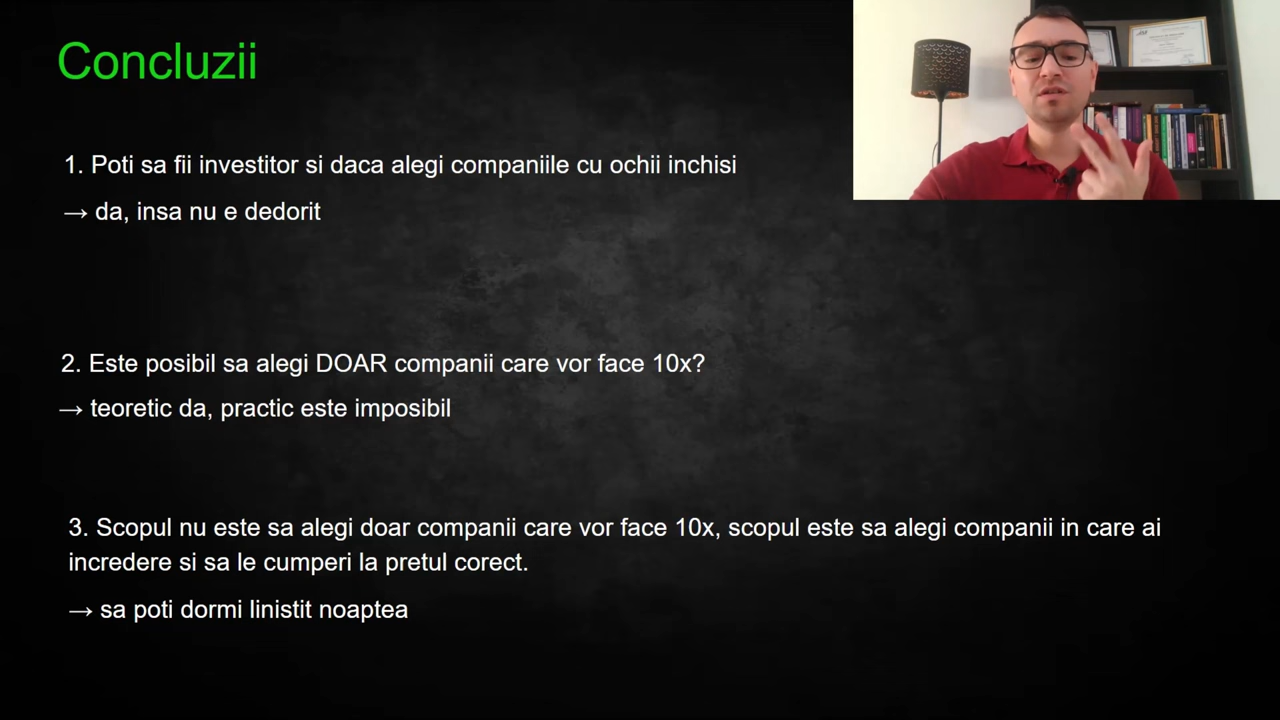 Concluzii
1. Poti sa fii investitor si daca alegi companiile cu ochii inchisi
→ da, insa nu e dedorit
2. Este posibil sa alegi DOAR companii care vor face 10x?
→ teoretic da, practic este imposibil
3. Scopul nu este sa alegi doar companii care vor face 10x, scopul este sa alegi companii in care ai
incredere si sa le cumperi la pretul corect.
→ sa poti dormi linistit noaptea